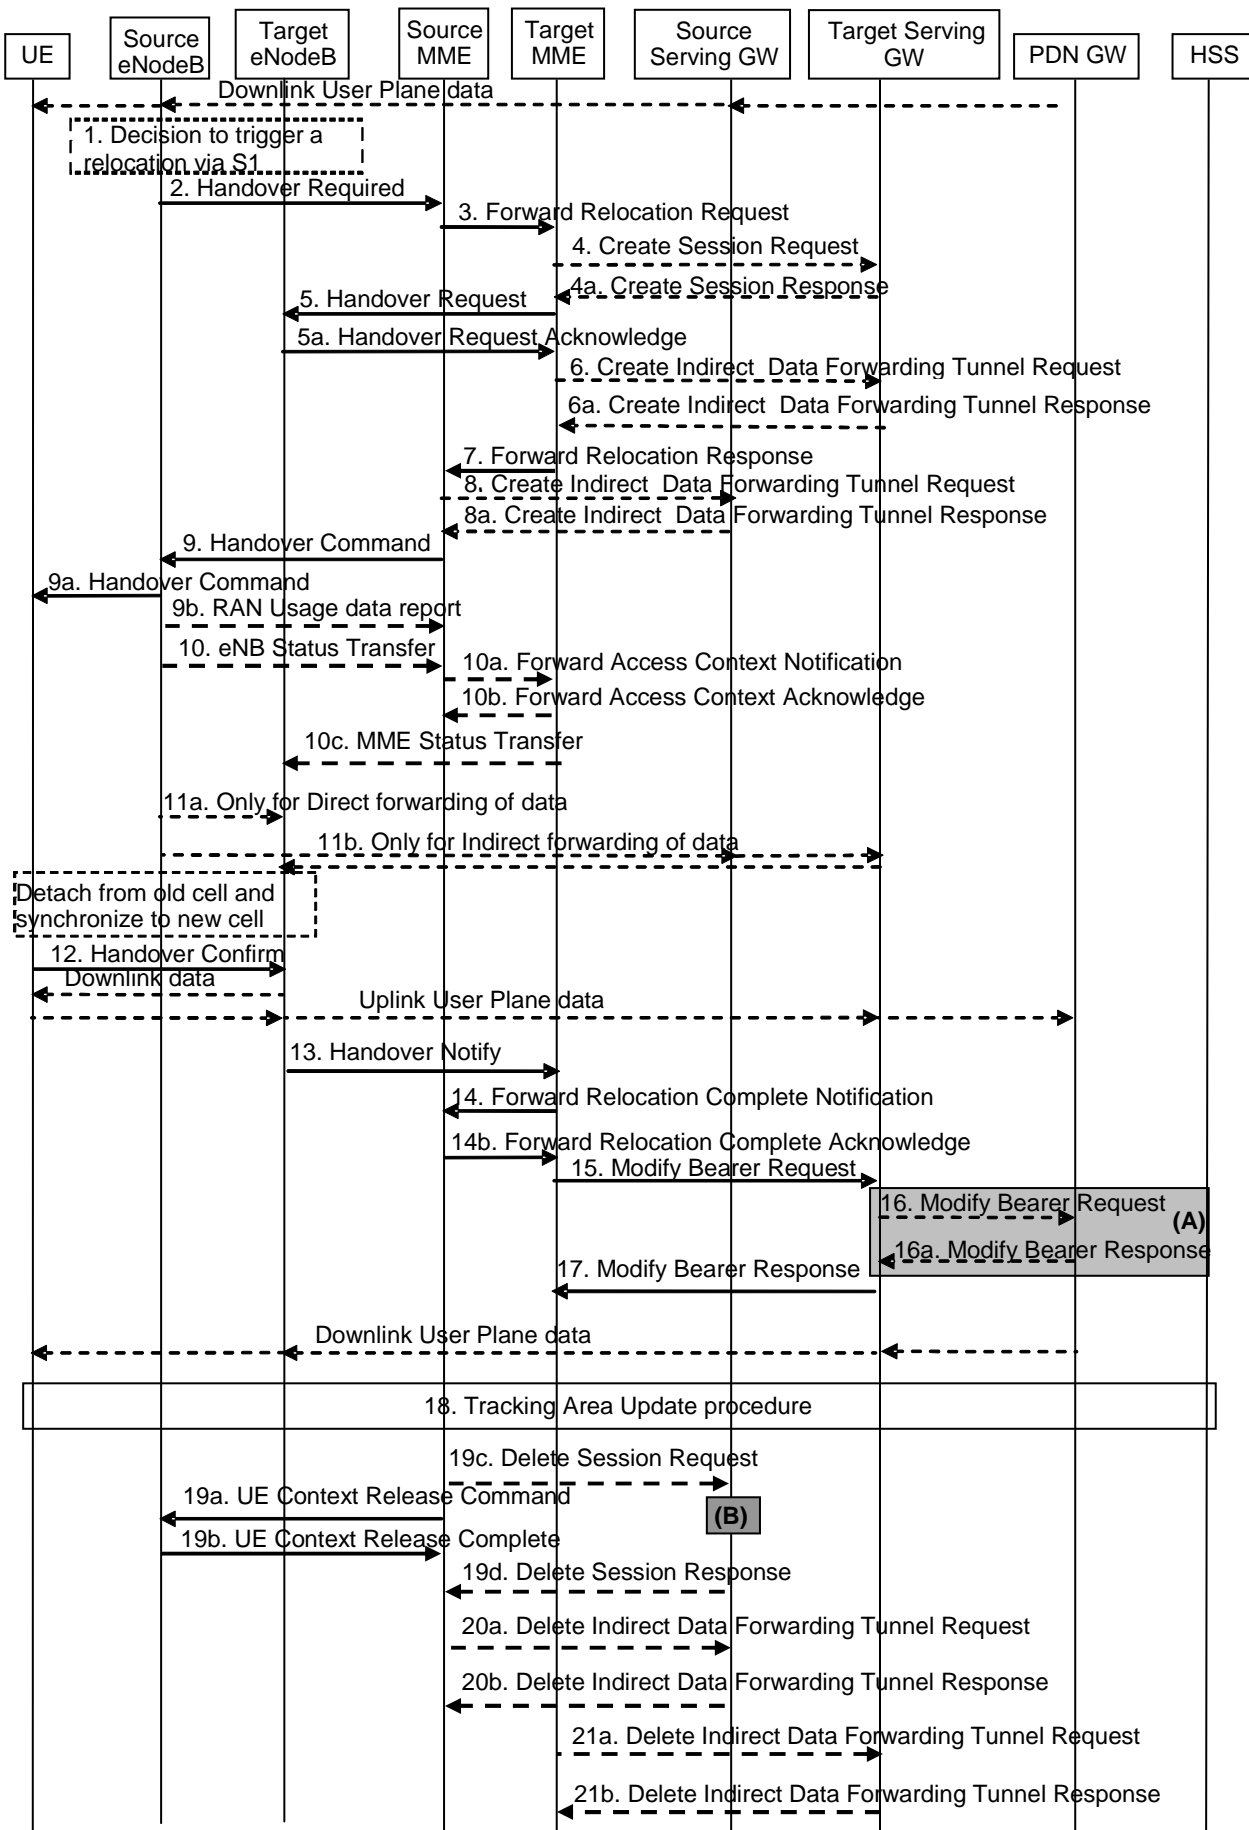 UE
Source
eNodeB
Target
eNodeB
Source
MME
Target
MME
Source
Serving GW
Target Serving
GW
PDN GW
HSS
Downlink User Plane data
1. Decision to trigger a
relocation via S1
2. Handover Required
3. Forward Relocation Request
4. Create Session Request
4a. Create Session Response
5. Handover Request
5a. Handover Request Acknowledge
6. Create Indirect Data Forwarding Tunnel Request
6a. Create Indirect Data Forwarding Tunnel Response
7. Forward Relocation Response
8. Create Indirect Data Forwarding Tunnel Request
8a. Create Indirect Data Forwarding Tunnel Response
9. Handover Command
9a. Handover Command
9b. RAN Usage data report
10. eNB Status Transfer
10a. Forward Access Context Notification
10b. Forward Access Context Acknowledge
10c. MME Status Transfer
11a. Only for Direct forwarding of data
11b. Only for Indirect forwarding of data
Detach from old cell and
synchronize to new cell
12. Handover Confirm
Downlink data
Uplink User Plane data
13. Handover Notify
14. Forward Relocation Complete Notification
14b. Forward Relocation Complete Acknowledge
15. Modify Bearer Request
16. Modify Bearer Request
(A)
16a. Modify Bearer Response
17. Modify Bearer Response
Downlink User Plane data
18. Tracking Area Update procedure
19c. Delete Session Request
19a. UE Context Release Command
(B)
19b. UE Context Release Complete
19d. Delete Session Response
20a. Delete Indirect Data Forwarding Tunnel Request
20b. Delete Indirect Data Forwarding Tunnel Response
21a. Delete Indirect Data Forwarding Tunnel Request
21b. Delete Indirect Data Forwarding Tunnel Response